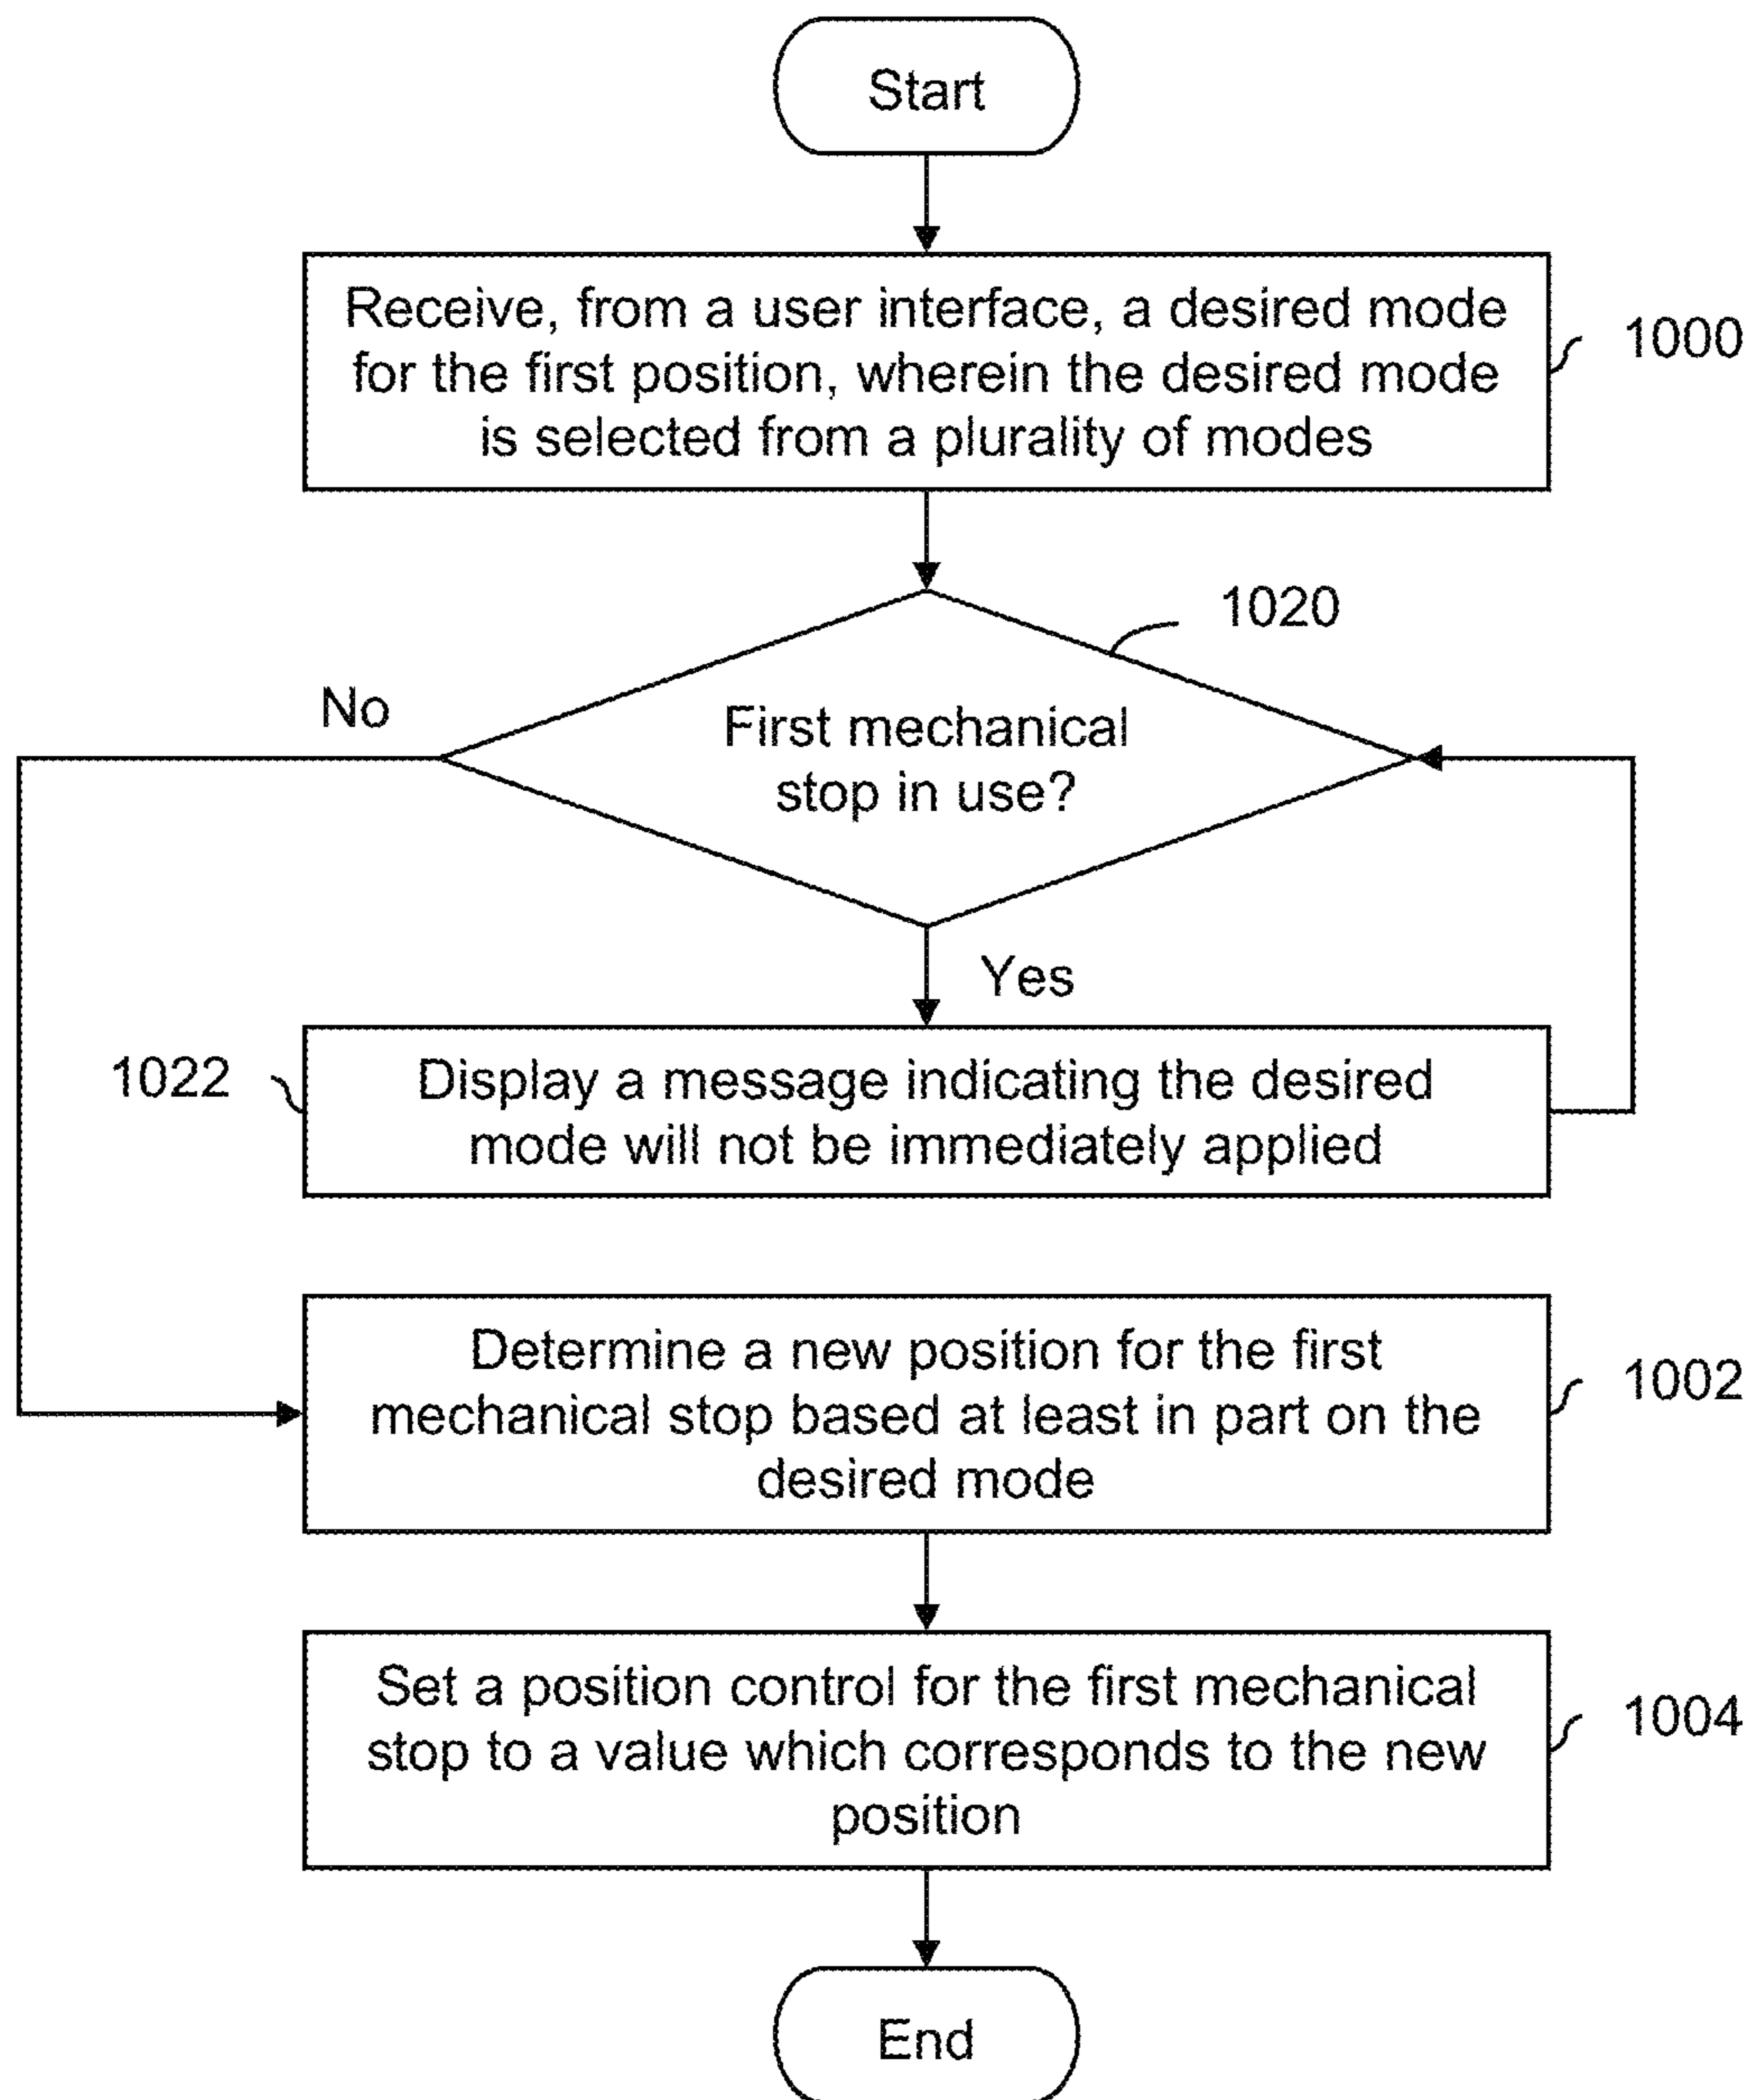 Start
Receive, from a user interface, a desired mode
for the first position, wherein the desired mode
is selected from a plurality of modes
1000
1020
No
First mechanical
stop in use?
Yes
1022
Display a message indicating the desired
mode will not be immediately applied
Determine a new position for the first
mechanical stop based at least in part on the
desired mode
1002
Set a position control for the first mechanical
stop to a value which corresponds to the new
position
1004
End